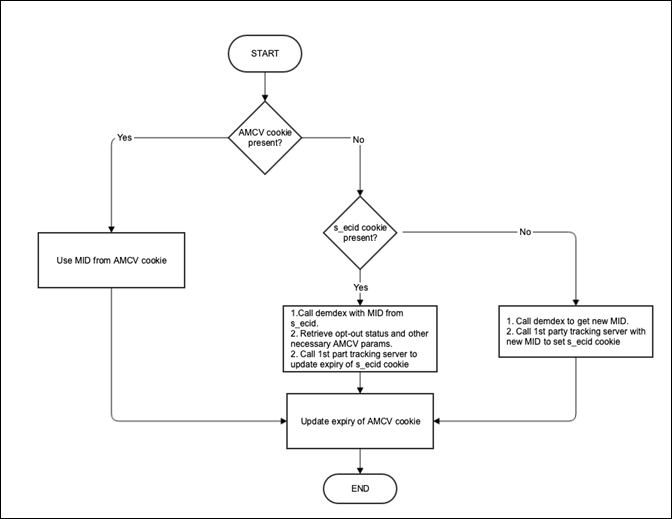 START
AMCV cookie
present?
Yes
No
s_ecid cookie
present?
Use MID from AMCV cookie
No
Yes
1.Call demdex with MID from
s_ecid.
2. Retrieve opt-out status and other
necessary AMCV params.
2. Call 1st part tracking server to
update expiry of s_ecid cookie
1. Call demdex to get new MID.
2. Call 1st party tracking server with
new MID to set s_ecid cookie
Update expiry of AMCV cookie
END